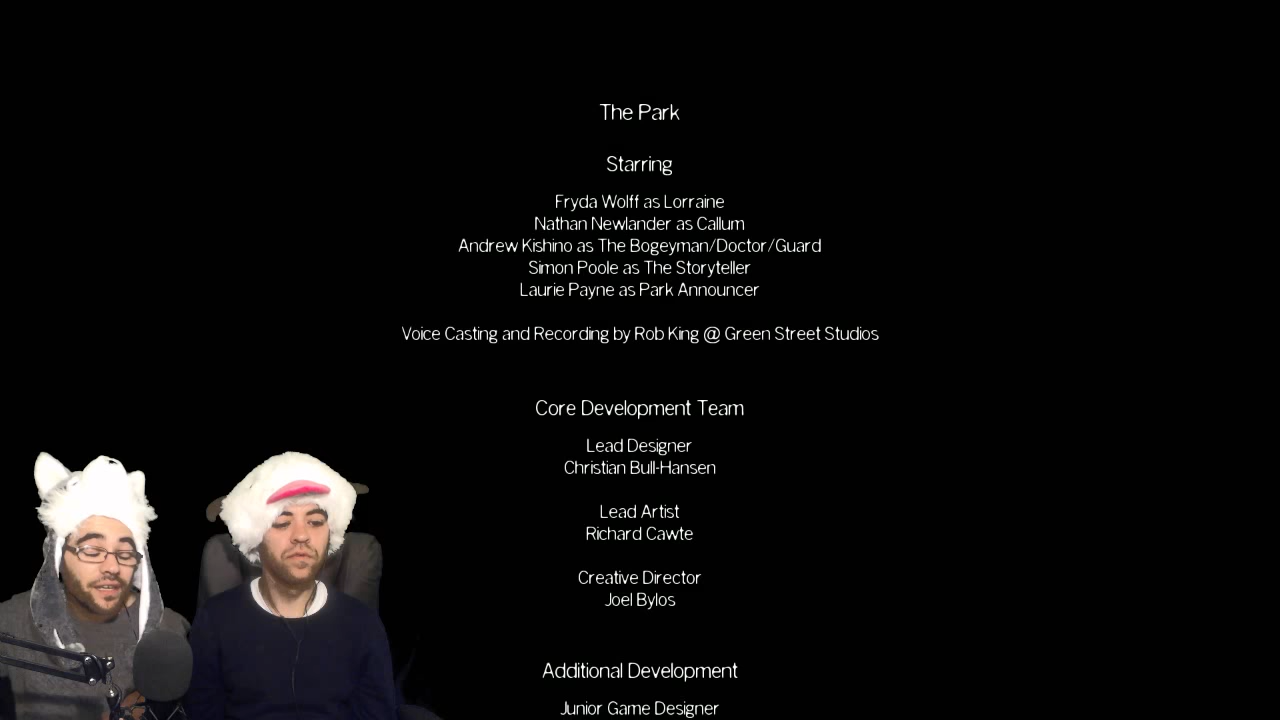 The Park
Starring
Fryda Wolff as Lorraine
Nathan Newlander as Callum
Andrew Kishino as The Bogeyman/Doctor/Guard
Simon Poole as The Storyteller
Laurie Payne as Park Announcer
Voice Casting and Recording by Rob King @ Green Street Studios
Core Development Team
Lead Designer
Christian Bull-Hansen
Lead Artist
Richard Cawte
Creative Director
Joel Bylos
Additional Development
Junior Game Designer